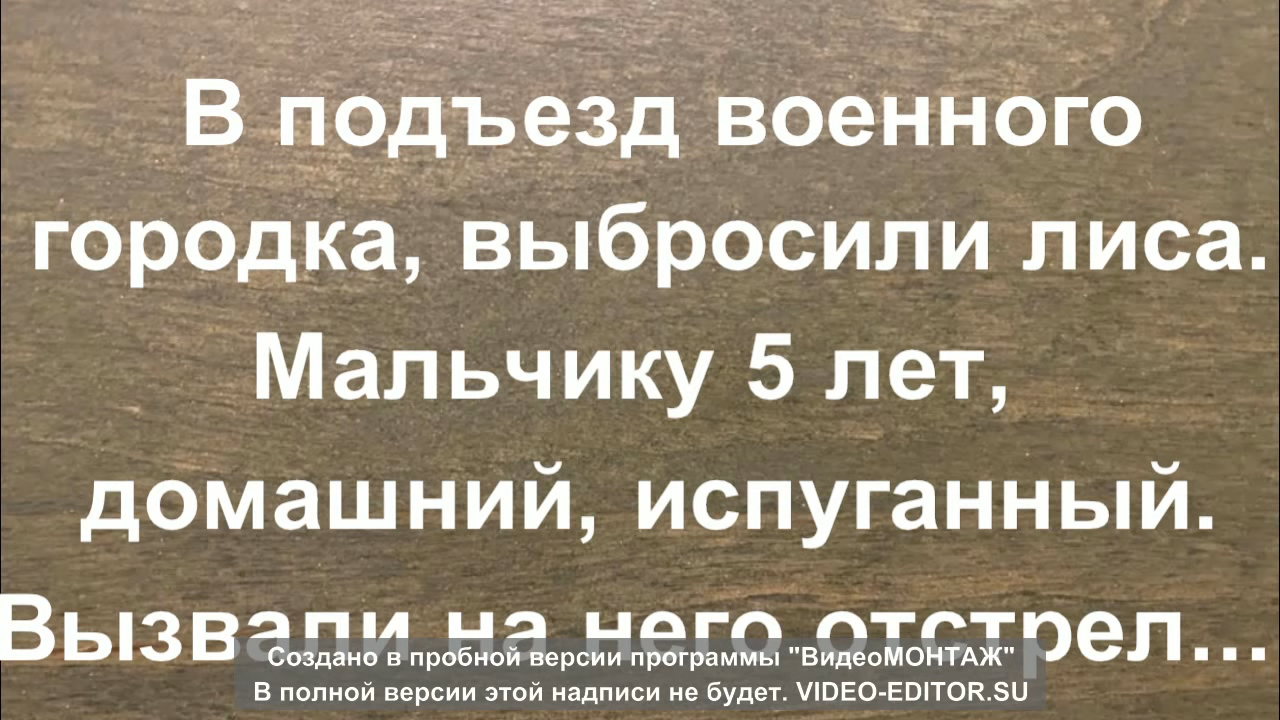 В подъезд военного
городка, выбросили лиса.
Мальчику 5 лет,
домашний, испуганный.
Вызвали на него отстрел...
Создано в пробной версии программы "ВидеоМОНТАЖ"
В полной версии этой надписи не будет. VIDEO-EDITOR.SU